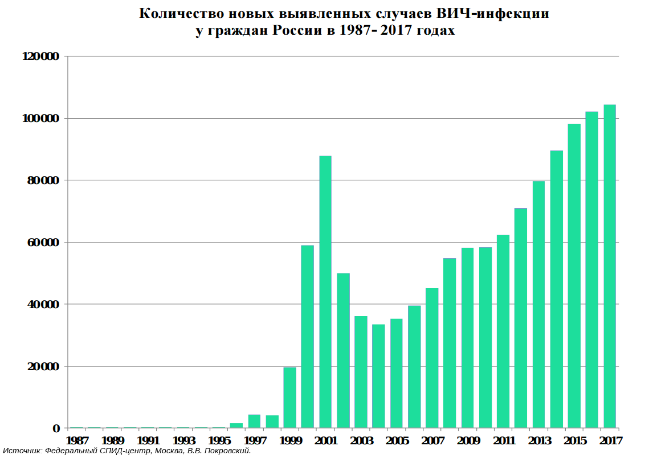 Количество новых выявленных случаев ВИЧ-инфекции
у граждан России в 1987- 2017 годах
120000
100000
80000
60000
40000
20000
0
1987 1989 1991 1993 1995 1997 1999 2001 2003 2005 2007 2009 2011 2013 2015 2017
Источник: Федеральный СПИД-центр, Москва, В.В. Покровский.